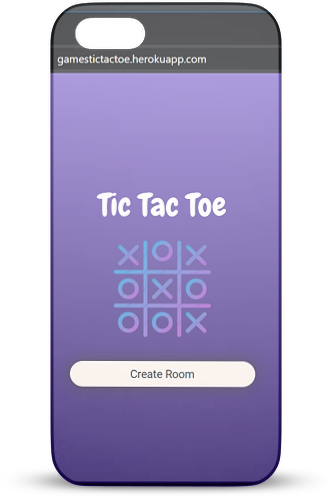 gamestictactoe.herokuapp.com
Tic Tac Toe
X O X
O X O
O O X
Create Room